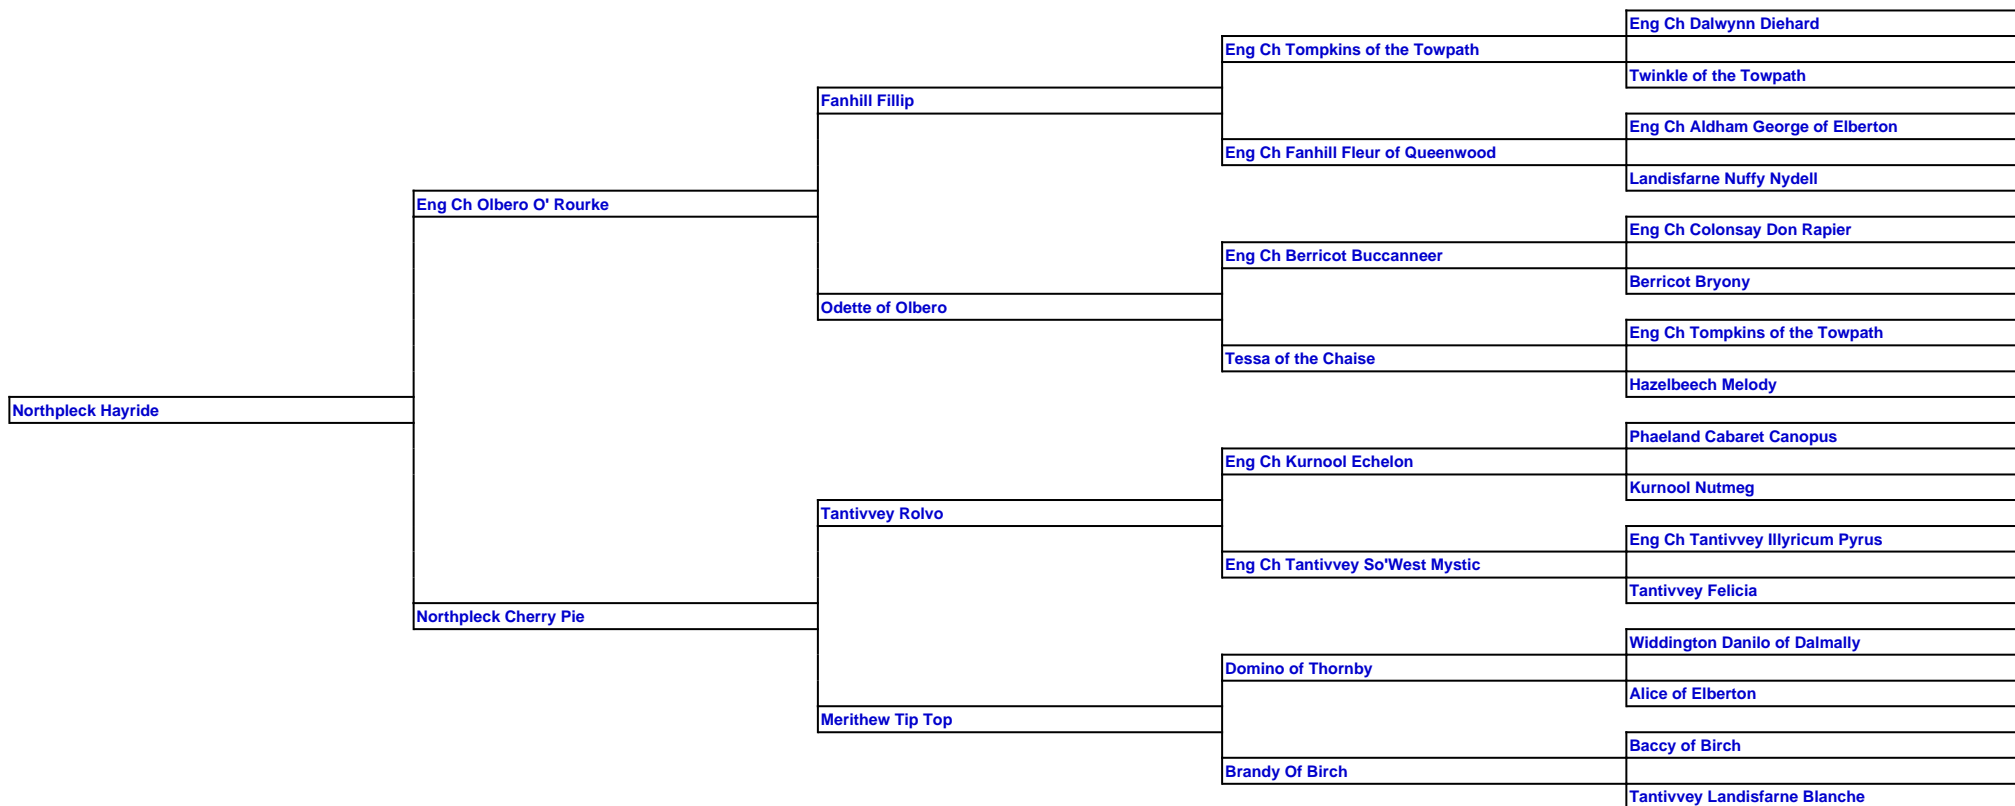 Eng Ch Dalwynn Diehard
Eng Ch Tompkins of the Towpath
Twinkle of the Towpath
Fanhill Fillip
Eng Ch Aldham George of Elberton
Eng Ch Fanhill Fleur of Queenwood
Landisfarne Nuffy Nydell
Eng Ch Olbero O' Rourke
Eng Ch Colonsay Don Rapier
Eng Ch Berricot Buccanneer
Berricot Bryony
Odette of Olbero
Eng Ch Tompkins of the Towpath
Tessa of the Chaise
Hazelbeech Melody
Northpleck Hayride
Phaeland Cabaret Canopus
Eng Ch Kurnool Echelon
Kurnool Nutmeg
Tantivvey Rolvo
Eng Ch Tantivvey Illyricum Pyrus
Eng Ch Tantivvey So'West Mystic
Tantivvey Felicia
Northpleck Cherry Pie
Widdington Danilo of Dalmally
Domino of Thornby
Alice of Elberton
Merithew Tip Top
Baccy of Birch
Brandy Of Birch
Tantivvey Landisfarne Blanche